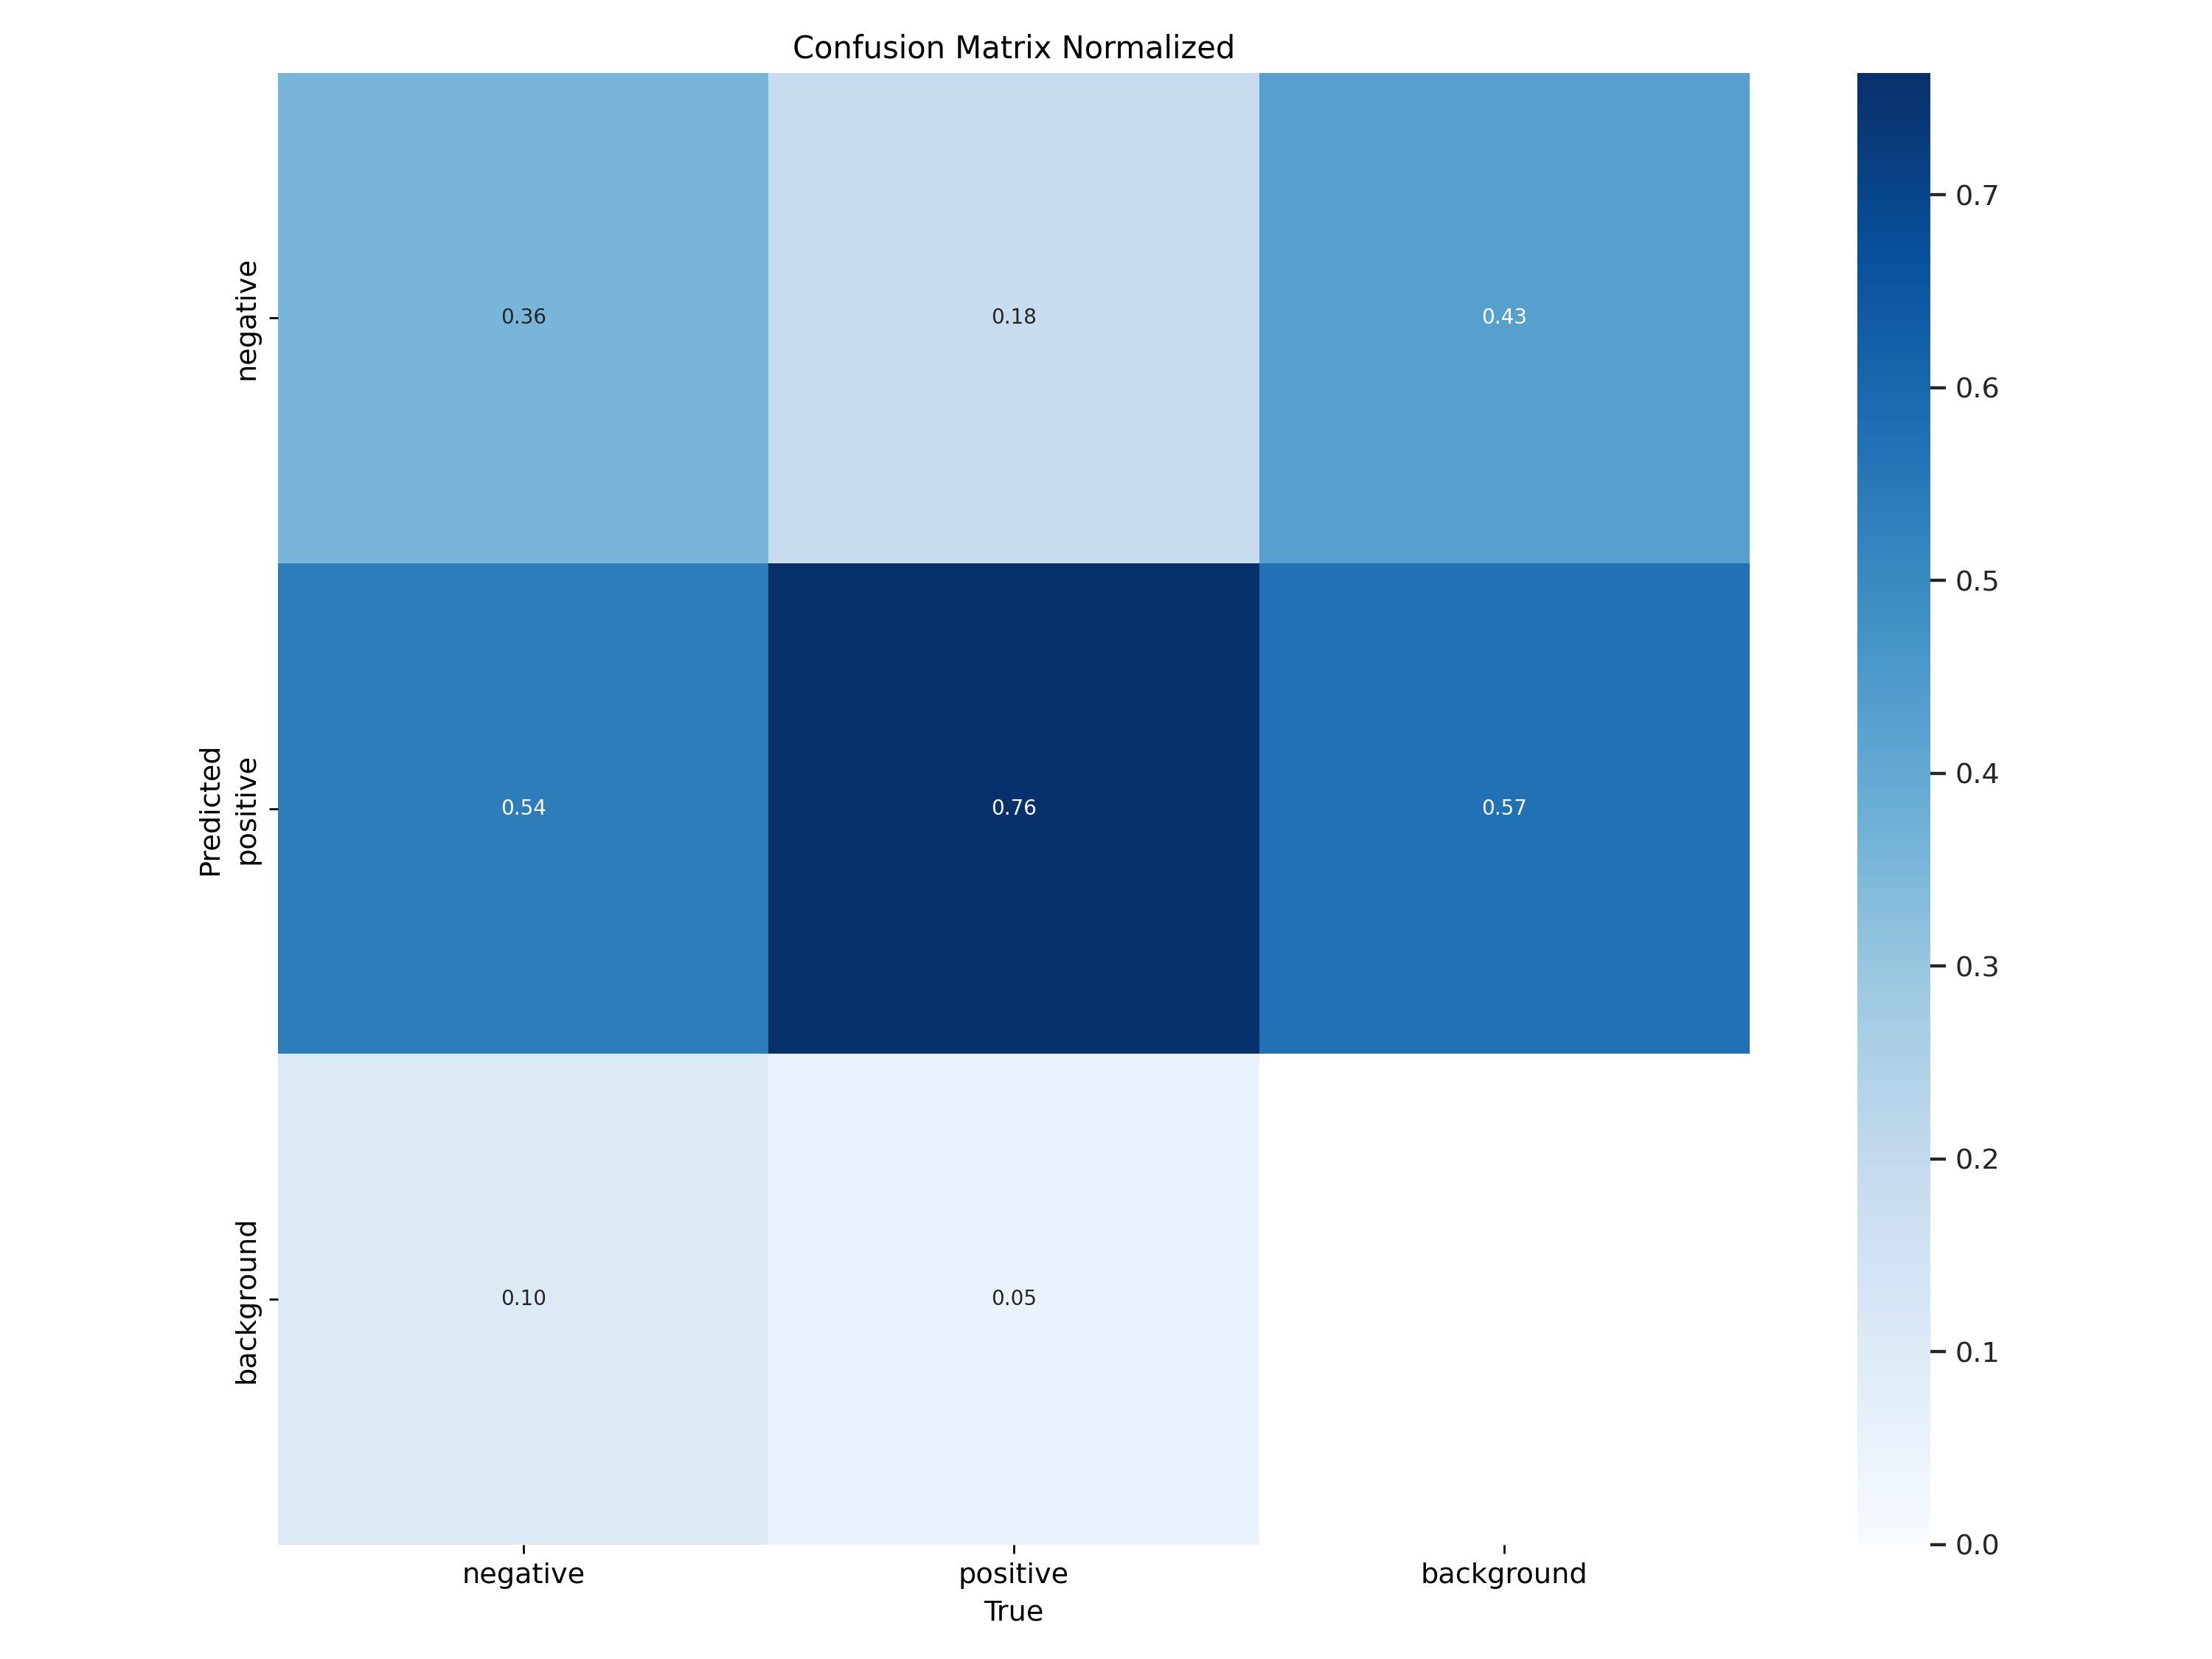 Confusion Matrix Normalized
negative
0.36 0.18 0.43
Predicted
positive
0.54 0.76 0.57
background
0.10 0.05
negative positive background
True
0.7
0.6
0.5
0.4
0.3
0.2
0.1
0.0